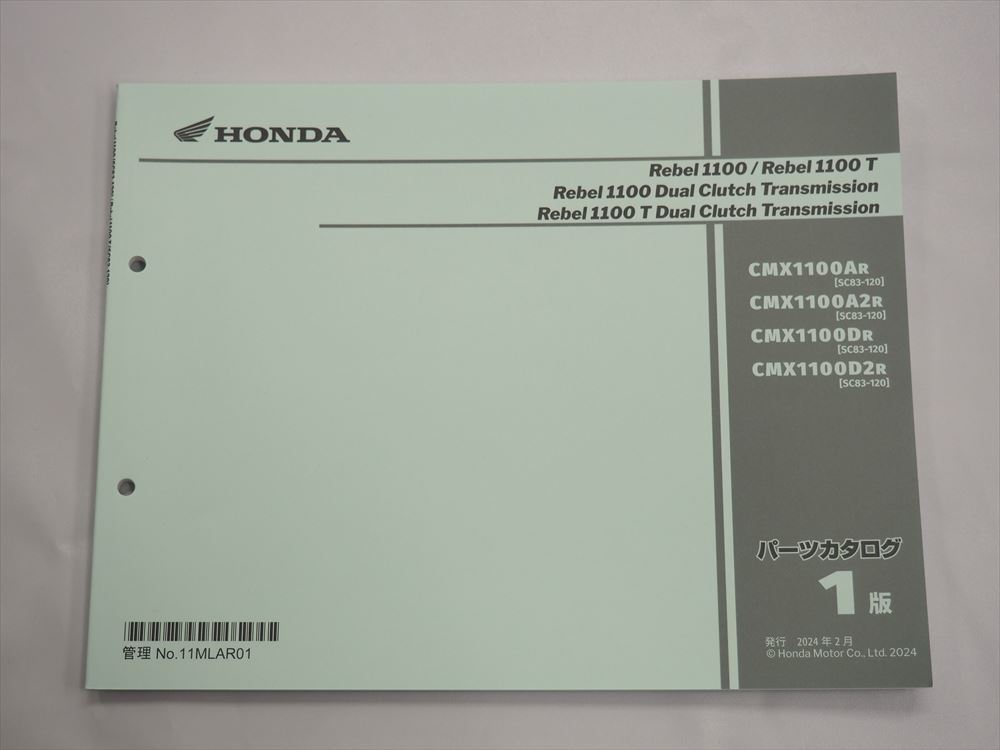 HONDA
Rebel 1100 / Rebel 1100 T
Rebel 1100 Dual Clutch Transmission
Rebel 1100 T Dual Clutch Transmission
CMX1100AR
[SC83-120]
CMX1100A2R
[SC83-120]
CMX1100DR
[SC83-120]
CMX1100D2R
[SC83-120]
パーツカタログ
1版
発行 2024年2月
© Honda Motor Co., Ltd. 2024
管理 No.11MLAR01